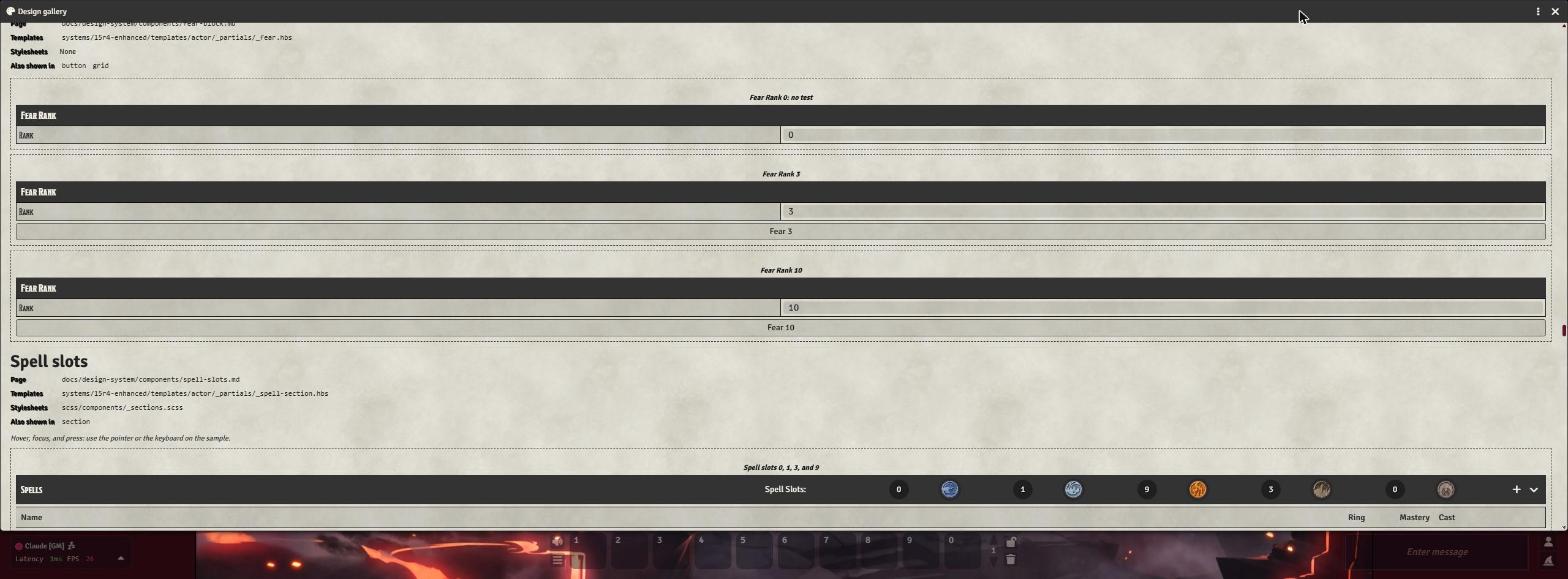 Design gallery
Page docs/design-system/components/fear-block.md
Templates systems/l5r4-enhanced/templates/actor/_partials/_fear.hbs
Stylesheets None
Also shown in button grid
Fear Rank 0: no test
Fear Rank
Rank 0
Fear Rank 3
Fear Rank
Rank 3
Fear 3
Fear Rank 10
Fear Rank
Rank 10
Fear 10
Spell slots
Page docs/design-system/components/spell-slots.md
Templates systems/l5r4-enhanced/templates/actor/_partials/_spell-section.hbs
Stylesheets scss/components/_sections.scss
Also shown in section
Hover, focus, and press: use the pointer or the keyboard on the sample.
Spell slots 0, 1, 3, and 9
Spells Spell Slots: 0 1 9 3 0
Name Ring Mastery Cast
Claude [GM] 1 2 3 4 5 6 7 8 9 0
Latency 3ms FPS 26 1 Enter message